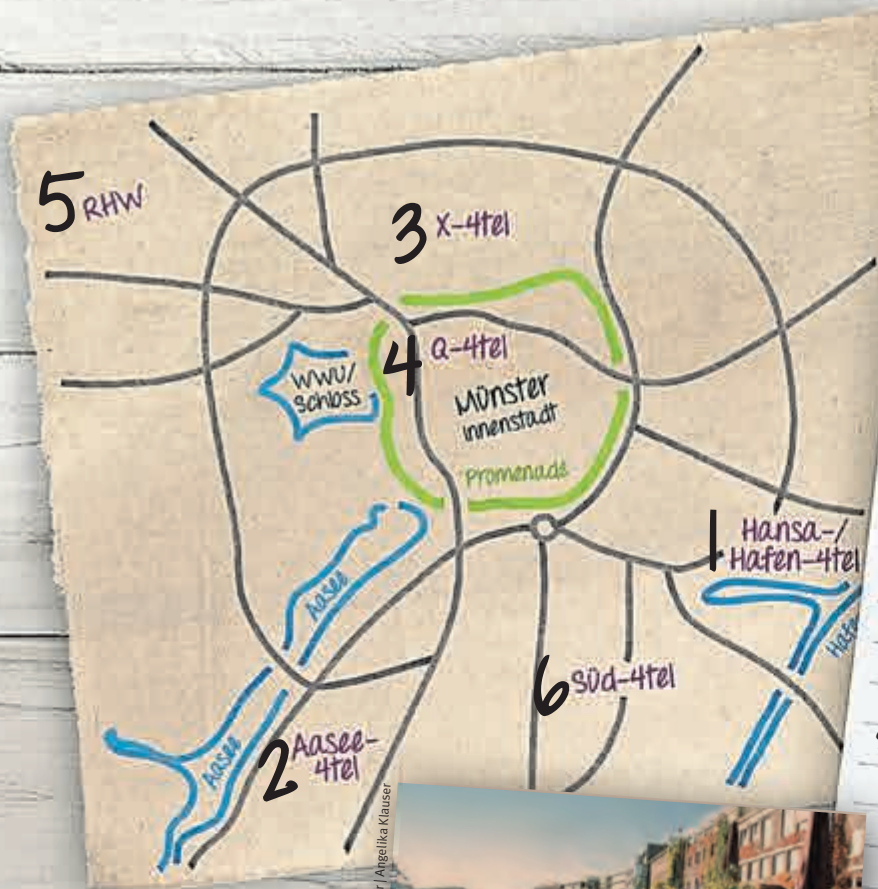 5 RHW
3 X-4tel
4 Q-4tel
WWU/
Schloss
Münster
innenstadt
Promenade
1 Hansa-/
Hafen-4tel
Aasee
6 Süd-4tel
2 Aasee-
4tel
Aasee
| Angelika Klauser